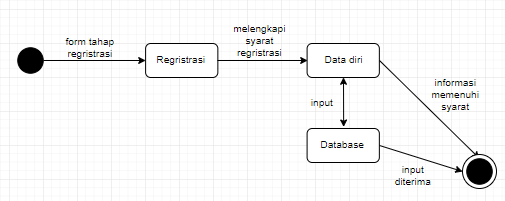 form tahap
regristrasi
Regristrasi
melengkapi
syarat
regristrasi
Data diri
informasi
memenuhi
syarat
input
Database
input
diterima